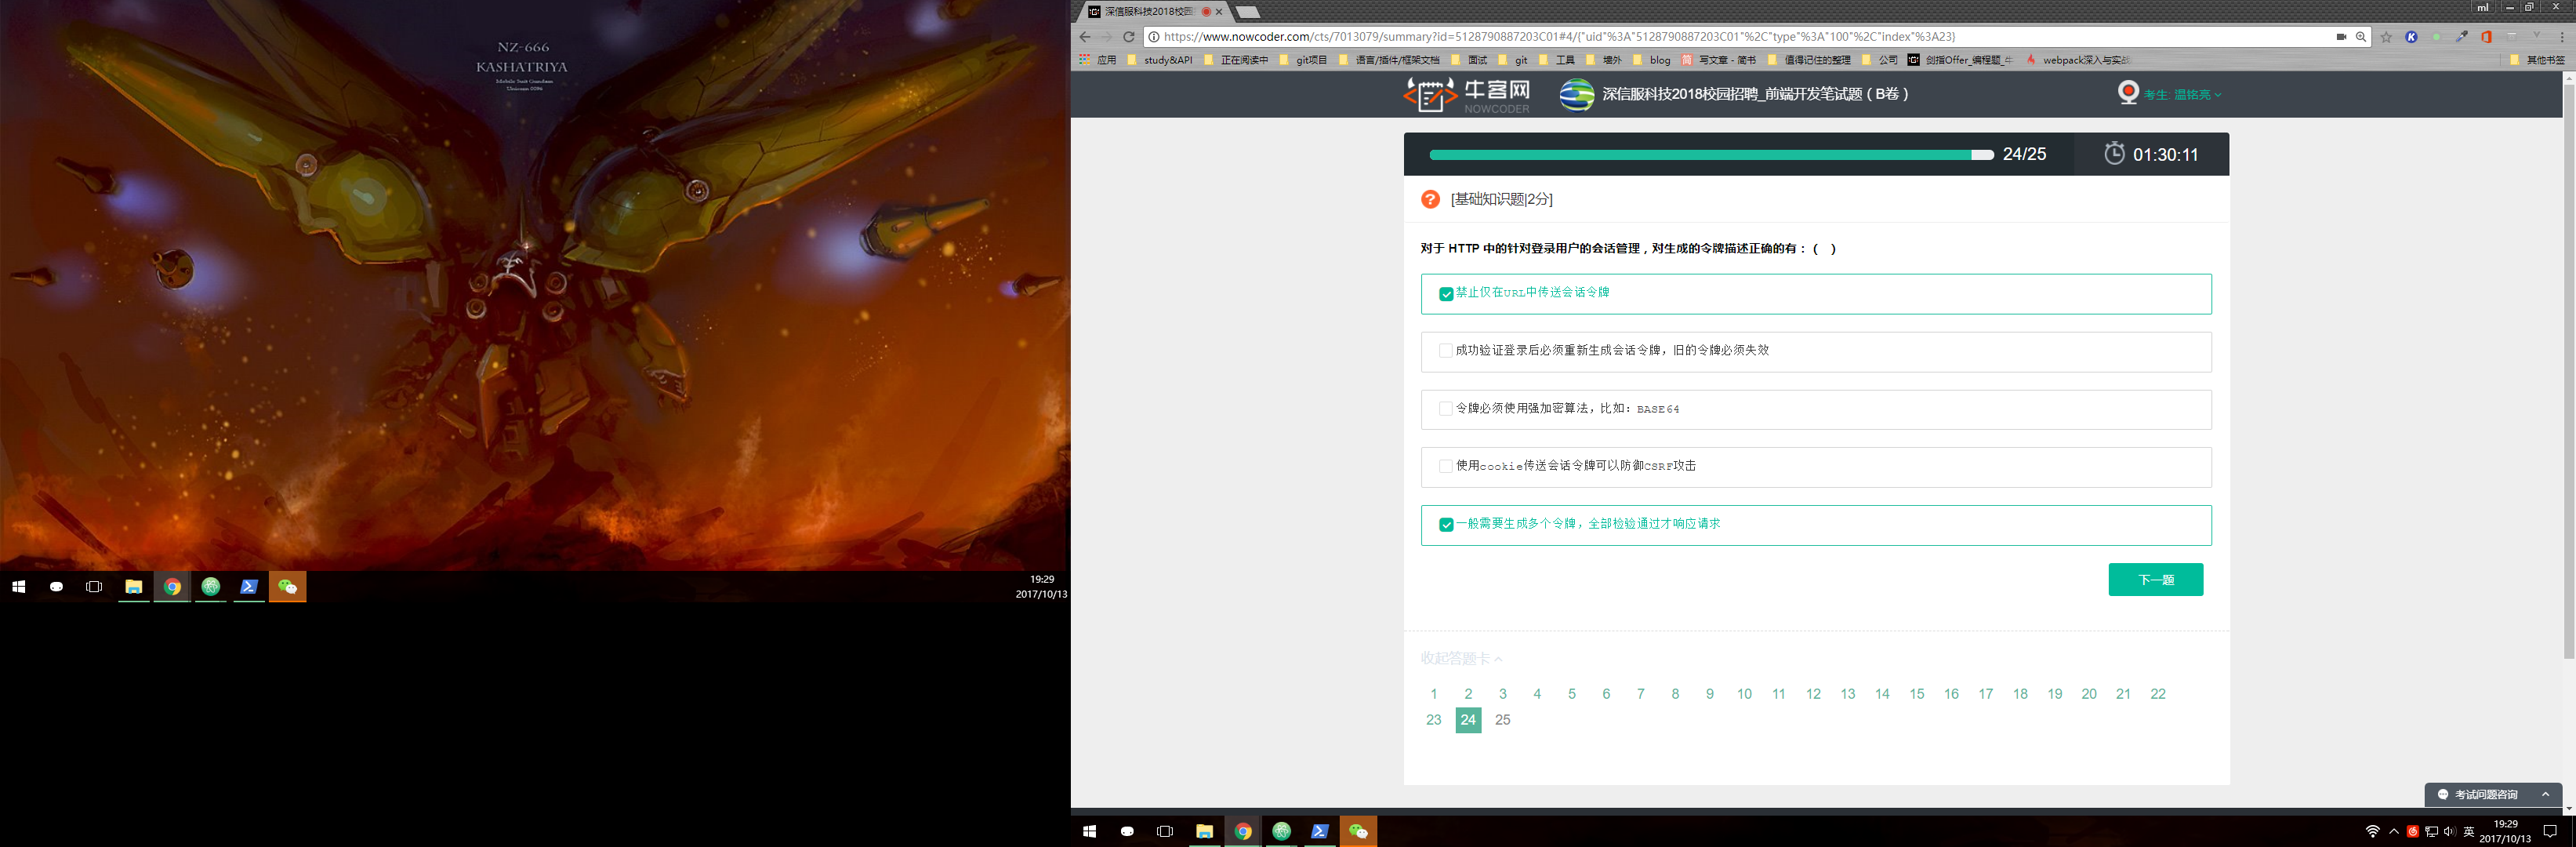 NZ-666
KASHATRIYA
Mobile Suit Gundam
Unicorn 0096
19:29
2017/10/13
深信服科技2018校园
ml
https://www.nowcoder.com/cts/7013079/summary?id=5128790887203C01#4/{"uid"%3A"5128790887203C01"%2C"type"%3A"100"%2C"index"%3A23}
应用 study&API 正在阅读中 git项目 语言/插件/框架文档 面试 git 工具 墙外 blog 写文章 - 简书 值得记住的整理 公司 剑指Offer_编程题_牛 webpack深入与实战 其他书签
牛客网
NOWCODER
深信服科技2018校园招聘_前端开发笔试题（B卷）
考生: 温铭亮
24/25
01:30:11
[基础知识题|2分]
对于 HTTP 中的针对登录用户的会话管理，对生成的令牌描述正确的有：（ ）
禁止仅在URL中传送会话令牌
成功验证登录后必须重新生成会话令牌，旧的令牌必须失效
令牌必须使用强加密算法，比如：BASE64
使用cookie传送会话令牌可以防御CSRF攻击
一般需要生成多个令牌，全部检验通过才响应请求
下一题
收起答题卡
1 2 3 4 5 6 7 8 9 10 11 12 13 14 15 16 17 18 19 20 21 22
23 24 25
考试问题咨询
英
19:29
2017/10/13